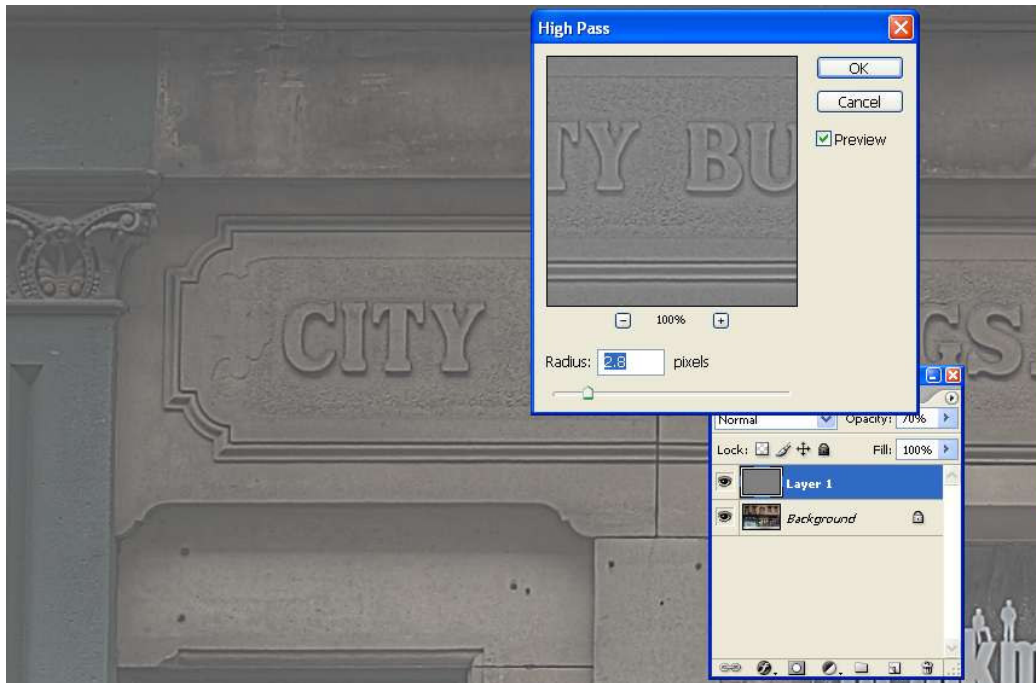 High Pass
OK
Cancel
Preview
TY BU
100%
Radius: 2.8 pixels
CITY GS.
Normal Opacity: 70%
Lock: Fill: 100%
Layer 1
Background
km